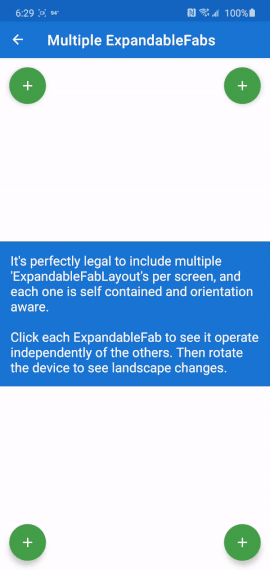 6:29 94° 100%
Multiple ExpandableFabs
It's perfectly legal to include multiple
'ExpandableFabLayout's per screen, and
each one is self contained and orientation
aware.
Click each ExpandableFab to see it operate
independently of the others. Then rotate
the device to see landscape changes.